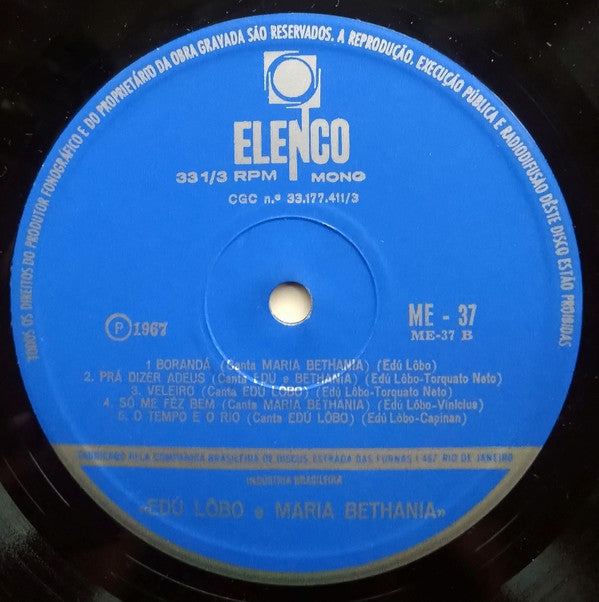 TODOS OS DIREITOS DO PRODUTOR FONOGRÁFICO E DO PROPRIETÁRIO DA OBRA GRAVADA SÃO RESERVADOS. A REPRODUÇÃO, EXECUÇÃO PÚBLICA E RADIODIFUSÃO DÊSTE DISCO ESTÃO PROIBIDAS
ELENCO
33 1/3 RPM MONO
CGC n.º 33.177.411/3
P 1967
ME - 37
ME-37 B
1 BORANDÁ (Canta MARIA BETHANIA) (Edú Lôbo)
2. PRÁ DIZER ADEUS (Canta EDÚ e BETHANIA) (Edú Lôbo-Torquato Neto)
3. VELEIRO (Canta EDÚ LÔBO) (Edú Lôbo-Torquato Neto)
4. SÓ ME FÊZ BEM (Canta MARIA BETHANIA) (Edú Lôbo-Vinicius)
5. O TEMPO E O RIO (Canta EDÚ LÔBO) (Edú Lôbo-Capinan)
FABRICADO PELA COMPANHIA BRASILEIRA DE DISCOS, ESTRADA DAS FURNAS 1 467 RIO DE JANEIRO
INDÚSTRIA BRASILEIRA
«EDÚ LÔBO e MARIA BETHANIA»